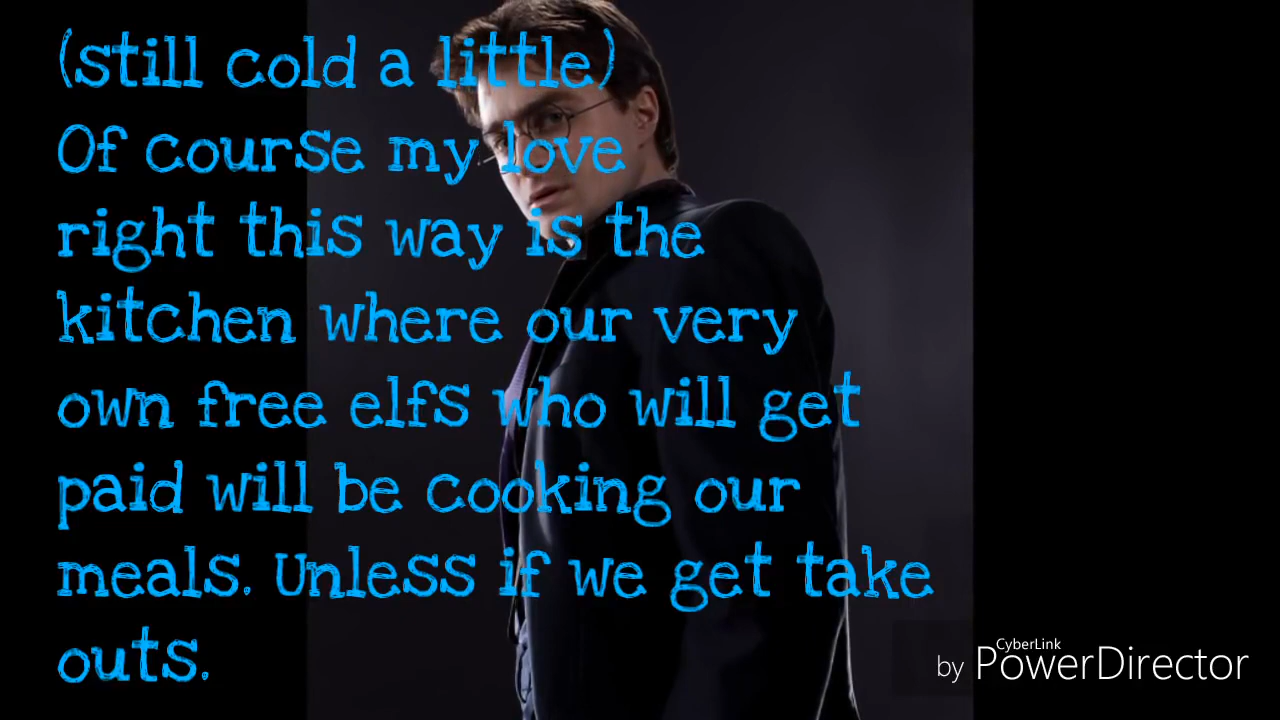 (still cold a little)
Of course my love
right this way is the
kitchen where our very
own free elfs who will get
paid will be cooking our
meals. Unless if we get take
outs.
CyberLink
by PowerDirector